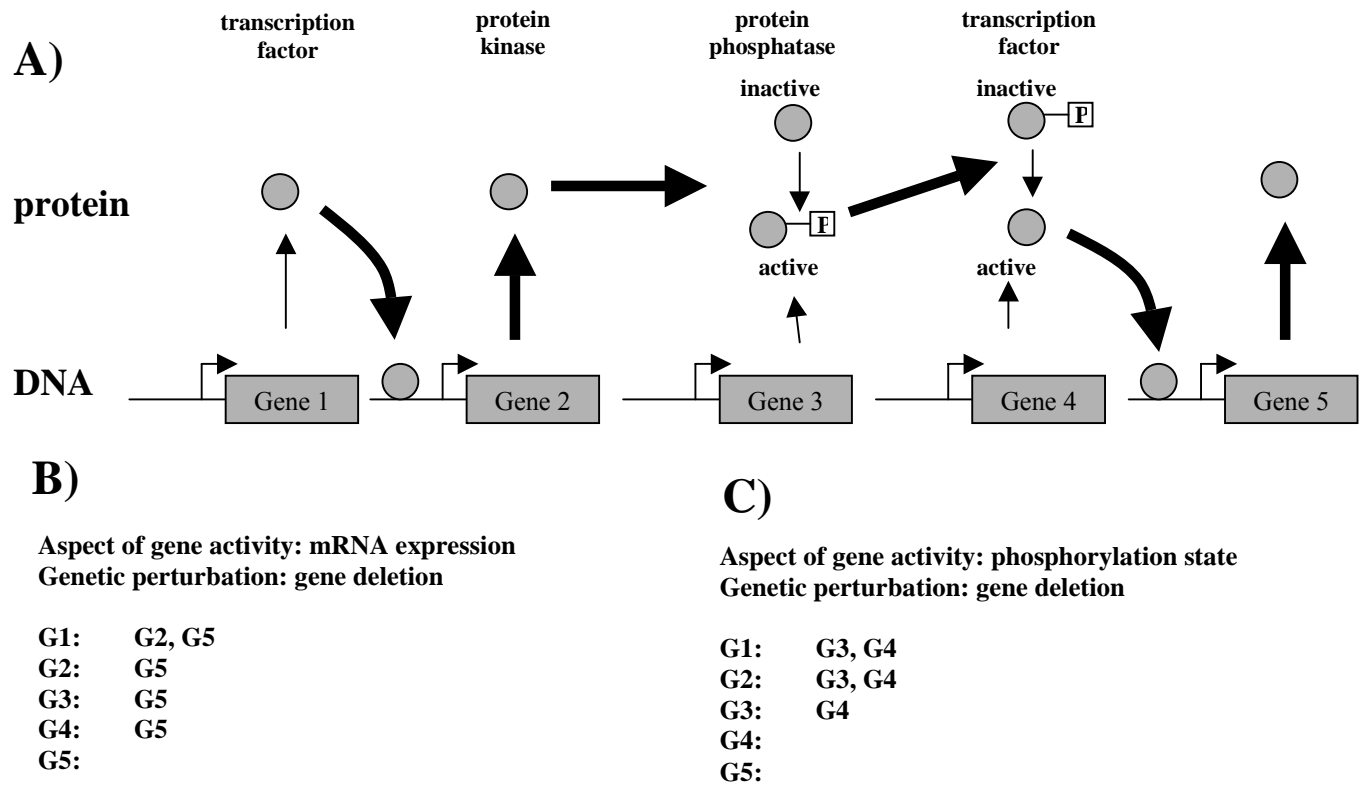 A)
transcription
factor
protein
kinase
protein
phosphatase
transcription
factor
inactive
inactive
P
protein
P
active
active
DNA
Gene 1
Gene 2
Gene 3
Gene 4
Gene 5
B)
Aspect of gene activity: mRNA expression
Genetic perturbation: gene deletion
G1: G2, G5
G2: G5
G3: G5
G4: G5
G5:
C)
Aspect of gene activity: phosphorylation state
Genetic perturbation: gene deletion
G1: G3, G4
G2: G3, G4
G3: G4
G4:
G5: